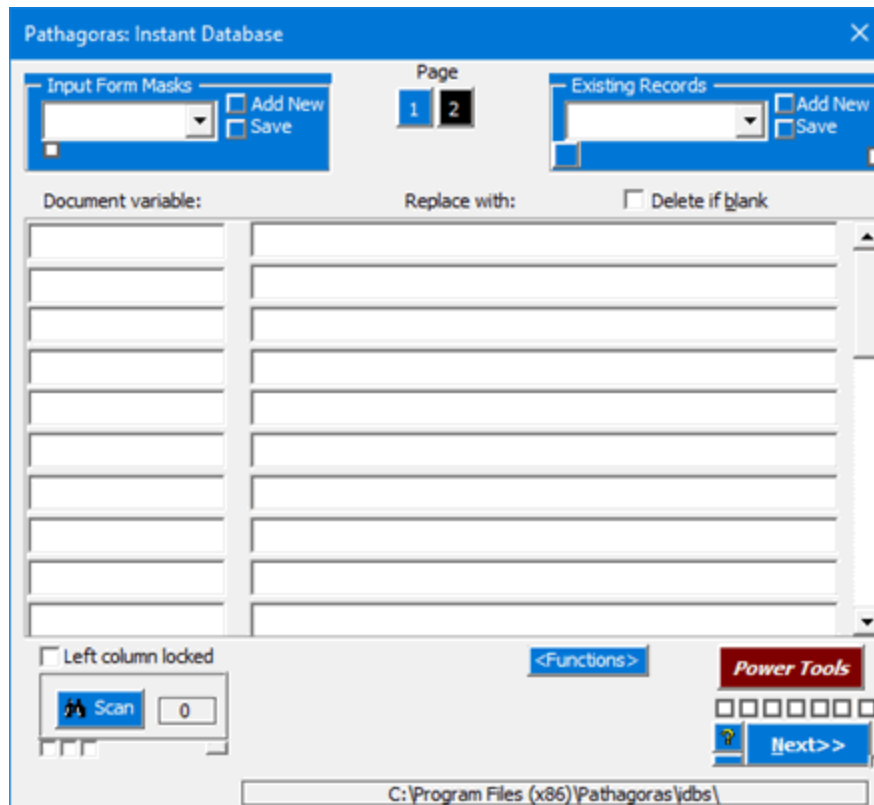 Pathagoras: Instant Database
Page
Input Form Masks
Add New
Save
1 2
Existing Records
Add New
Save
Document variable: Replace with: Delete if blank
Left column locked
<Functions>
Power Tools
Scan 0
?
Next>>
C:\Program Files (x86)\Pathagoras\idbs\